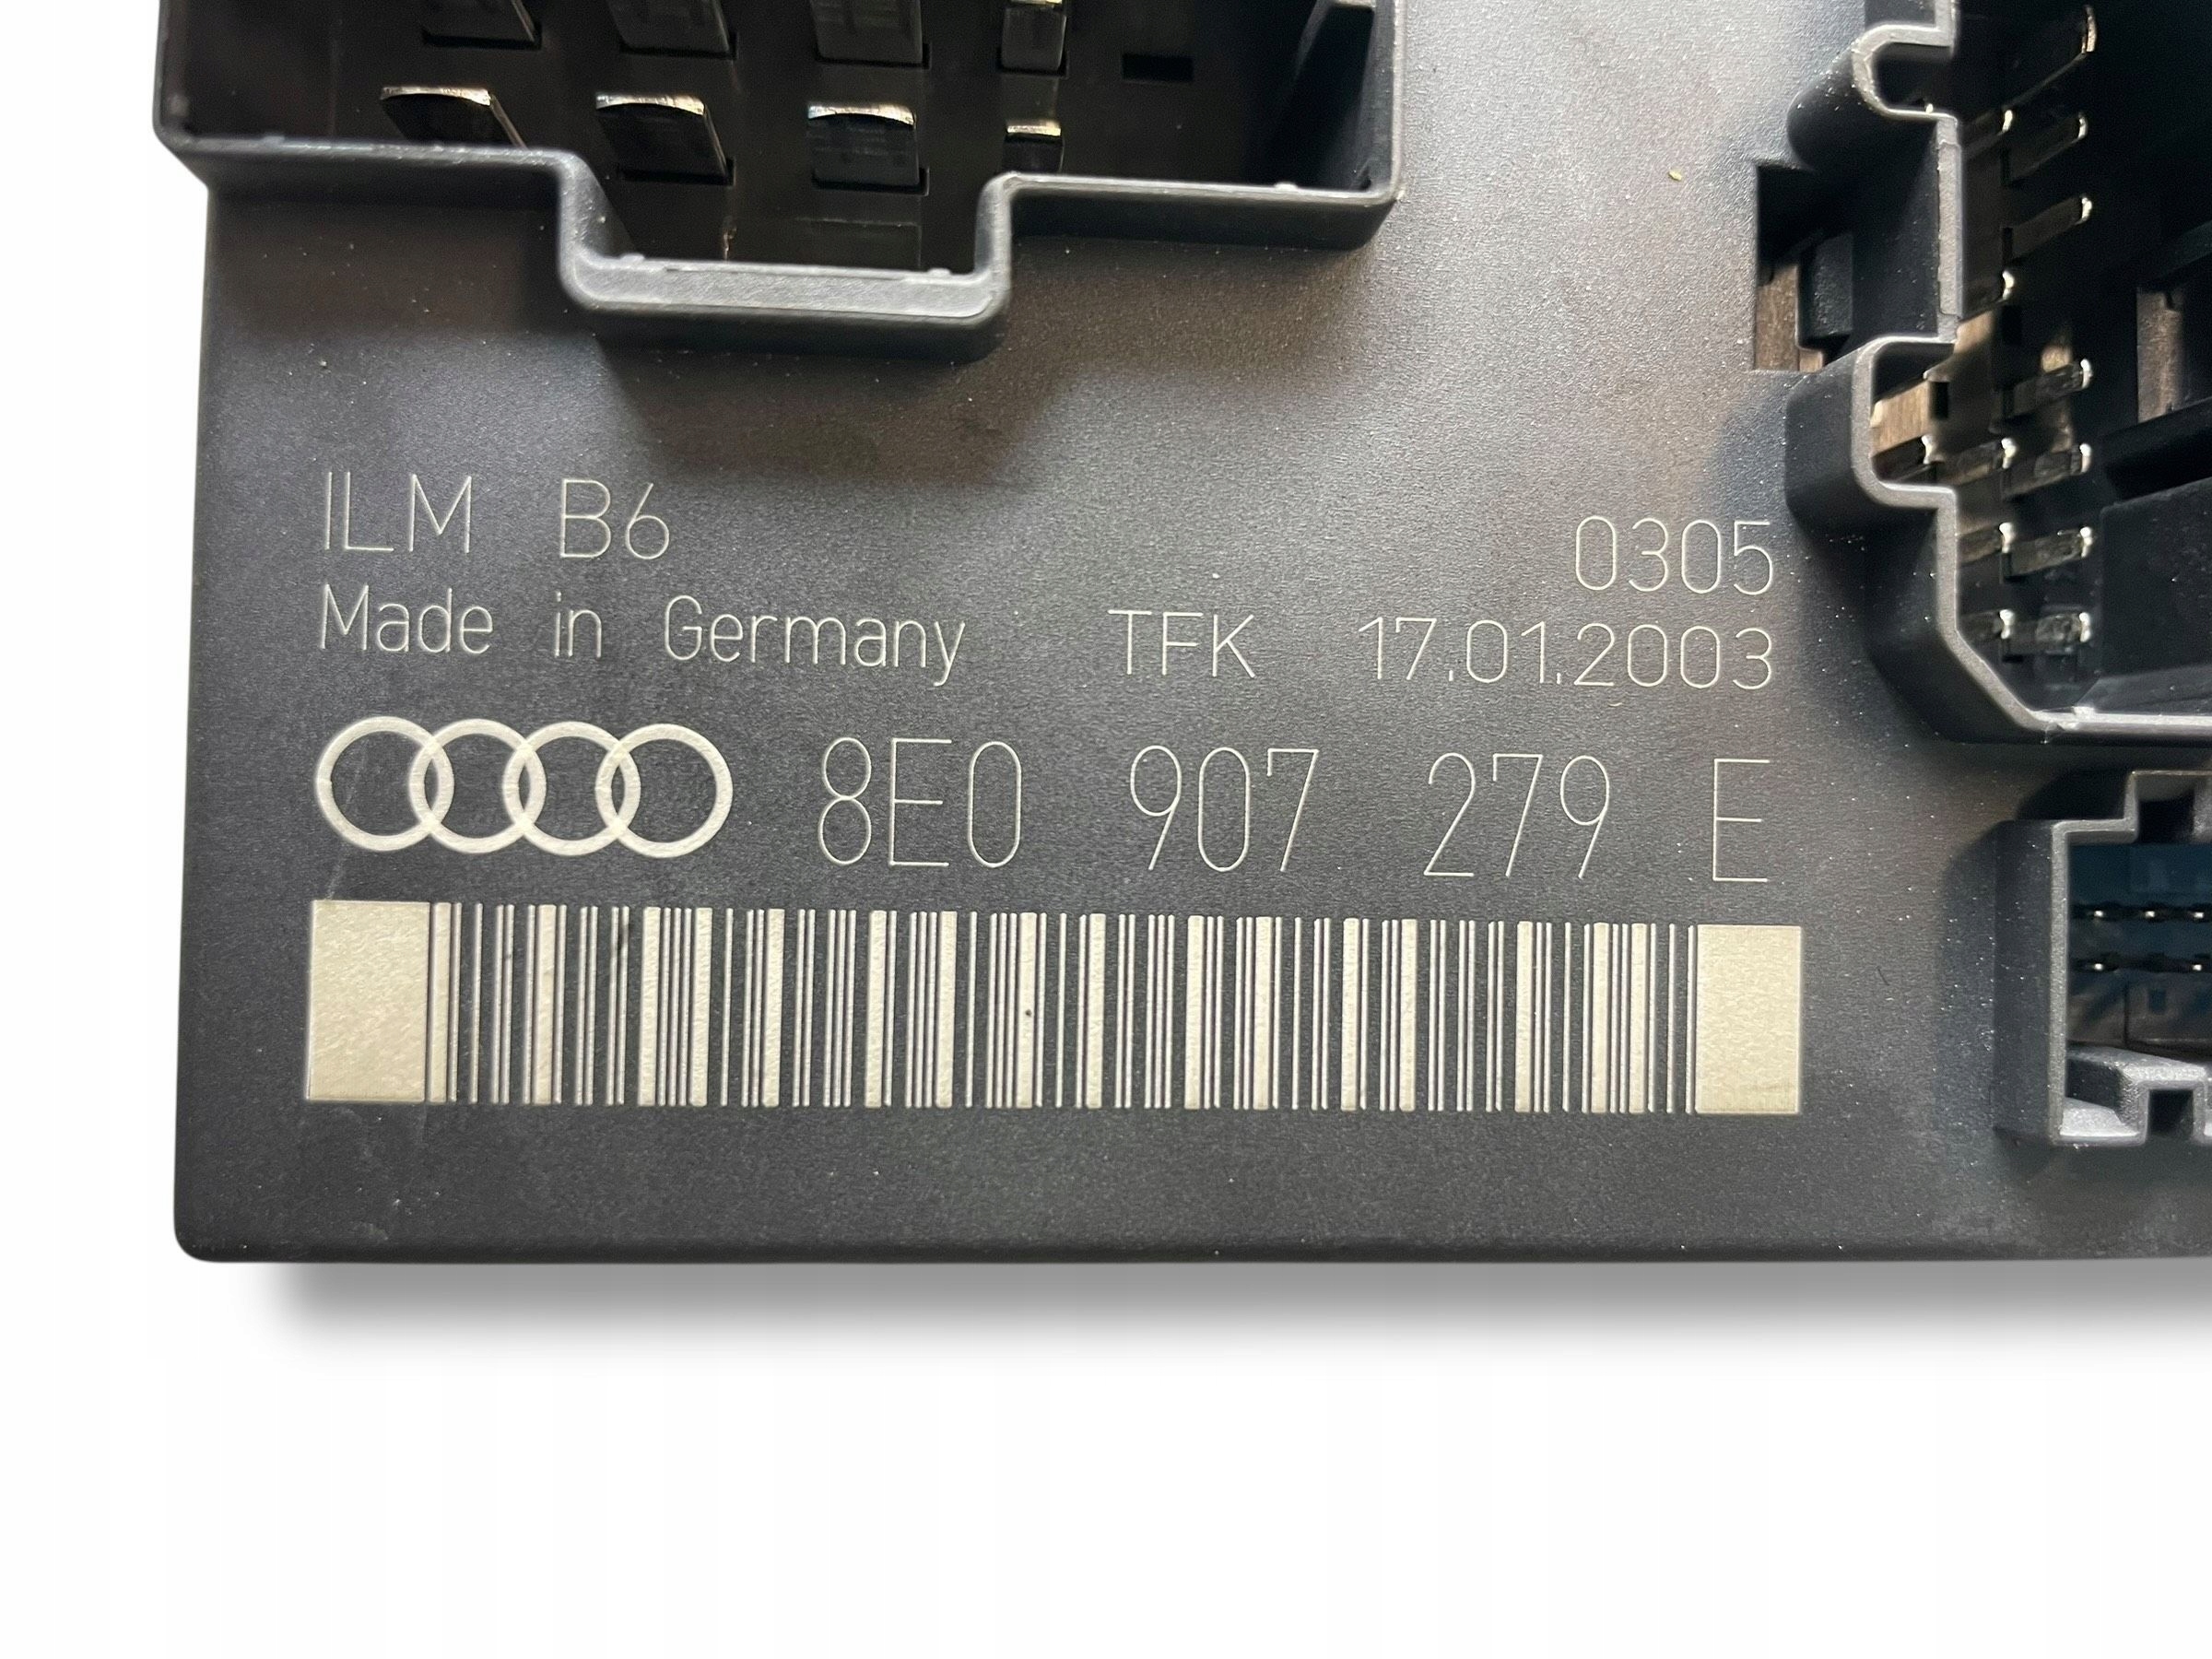 ILM B6 0305
Made in Germany TFK 17.01.2003
8E0 907 279 E